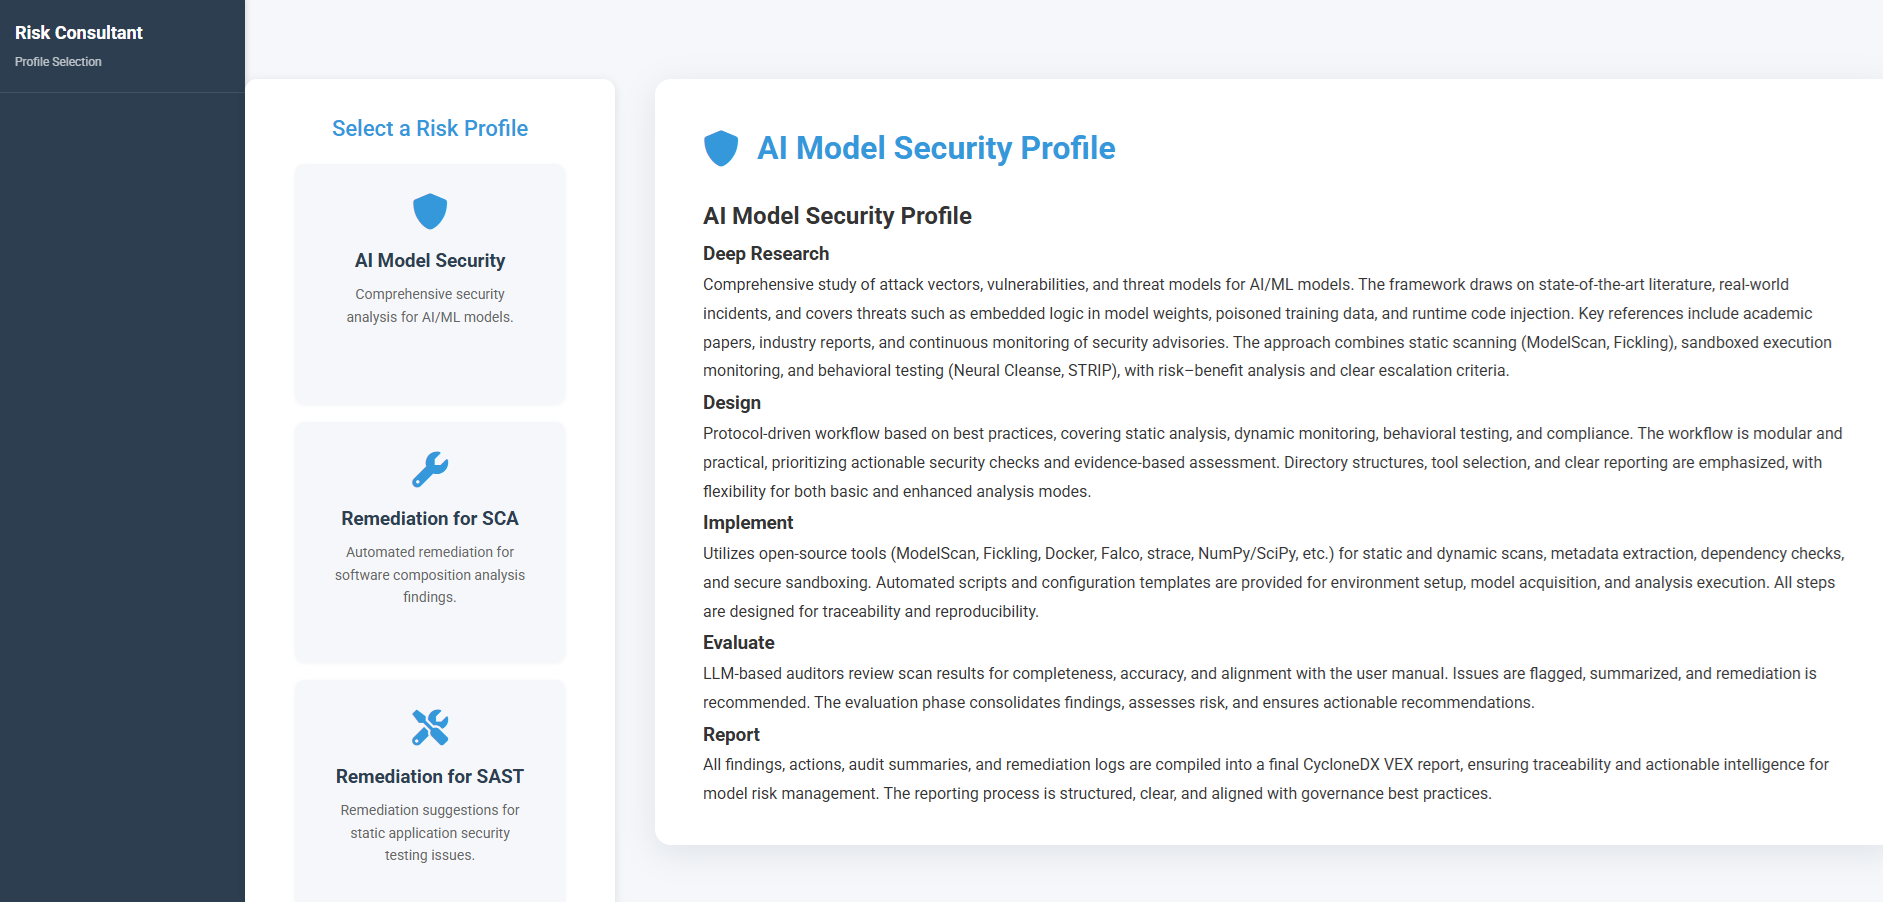 Risk Consultant
Profile Selection
Select a Risk Profile
AI Model Security
Comprehensive security
analysis for AI/ML models.
Remediation for SCA
Automated remediation for
software composition analysis
findings.
Remediation for SAST
Remediation suggestions for
static application security
testing issues.
AI Model Security Profile
AI Model Security Profile
Deep Research
Comprehensive study of attack vectors, vulnerabilities, and threat models for AI/ML models. The framework draws on state-of-the-art literature, real-world
incidents, and covers threats such as embedded logic in model weights, poisoned training data, and runtime code injection. Key references include academic
papers, industry reports, and continuous monitoring of security advisories. The approach combines static scanning (ModelScan, Fickling), sandboxed execution
monitoring, and behavioral testing (Neural Cleanse, STRIP), with risk–benefit analysis and clear escalation criteria.
Design
Protocol-driven workflow based on best practices, covering static analysis, dynamic monitoring, behavioral testing, and compliance. The workflow is modular and
practical, prioritizing actionable security checks and evidence-based assessment. Directory structures, tool selection, and clear reporting are emphasized, with
flexibility for both basic and enhanced analysis modes.
Implement
Utilizes open-source tools (ModelScan, Fickling, Docker, Falco, strace, NumPy/SciPy, etc.) for static and dynamic scans, metadata extraction, dependency checks,
and secure sandboxing. Automated scripts and configuration templates are provided for environment setup, model acquisition, and analysis execution. All steps
are designed for traceability and reproducibility.
Evaluate
LLM-based auditors review scan results for completeness, accuracy, and alignment with the user manual. Issues are flagged, summarized, and remediation is
recommended. The evaluation phase consolidates findings, assesses risk, and ensures actionable recommendations.
Report
All findings, actions, audit summaries, and remediation logs are compiled into a final CycloneDX VEX report, ensuring traceability and actionable intelligence for
model risk management. The reporting process is structured, clear, and aligned with governance best practices.